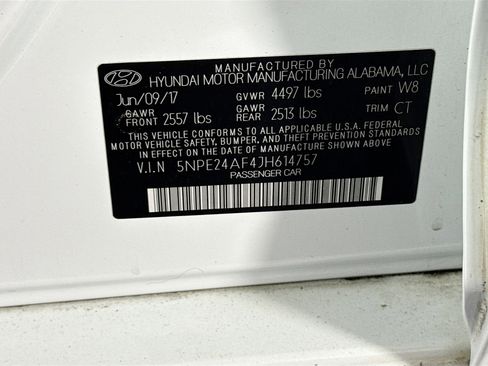 MANUFACTURED BY
HYUNDAI MOTOR MANUFACTURING ALABAMA, LLC
Jun/09/17 GVWR 4497 lbs PAINT W8
GAWR FRONT 2557 lbs GAWR REAR 2513 lbs TRIM CT
THIS VEHICLE CONFORMS TO ALL APPLICABLE U.S.A. FEDERAL
MOTOR VEHICLE SAFETY, BUMPER, AND THEFT PREVENTION STANDARDS
IN EFFECT ON THE DATE OF MANUFACTURE SHOWN ABOVE.
V.I.N 5NPE24AF4JH614757
PASSENGER CAR